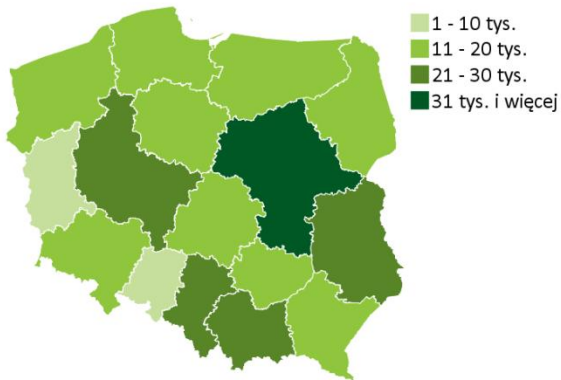 1 - 10 tys.
11 - 20 tys.
21 - 30 tys.
31 tys. i więcej